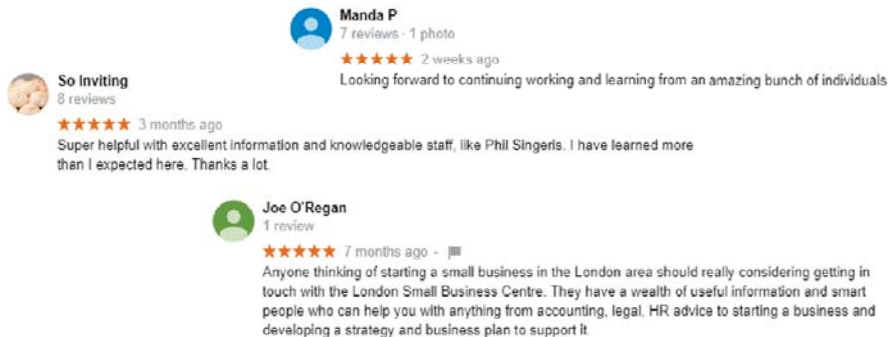 Manda P
7 reviews · 1 photo
★★★★★ 2 weeks ago
Looking forward to continuing working and learning from an amazing bunch of individuals
So Inviting
8 reviews
★★★★★ 3 months ago
Super helpful with excellent information and knowledgeable staff, like Phil Singeris. I have learned more
than I expected here. Thanks a lot.
Joe O'Regan
1 review
★★★★★ 7 months ago -
Anyone thinking of starting a small business in the London area should really considering getting in
touch with the London Small Business Centre. They have a wealth of useful information and smart
people who can help you with anything from accounting, legal, HR advice to starting a business and
developing a strategy and business plan to support it.